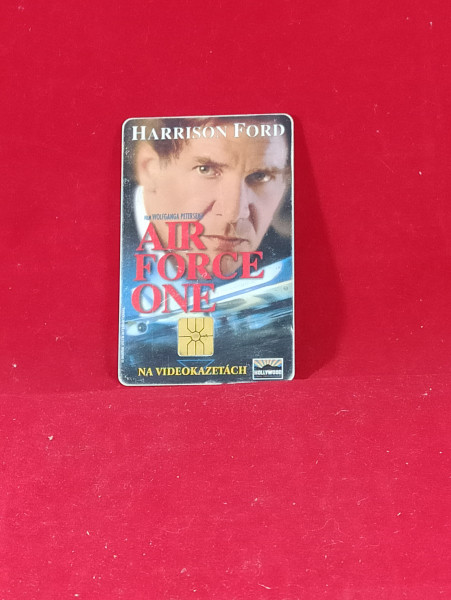 HARRISON FORD
FILM WOLFGANGA PETERSENA
AIR
FORCE
ONE
NA VIDEOKAZETÁCH
HOLLYWOOD